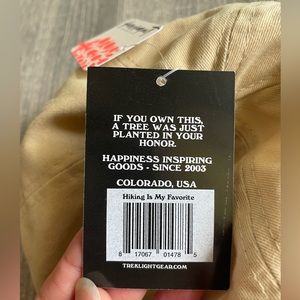 IF YOU OWN THIS,
A TREE WAS JUST
PLANTED IN YOUR
HONOR.
HAPPINESS INSPIRING
GOODS - SINCE 2003
COLORADO, USA
Hiking Is My Favorite
8 17067 01478 5
TREKLIGHTGEAR.COM